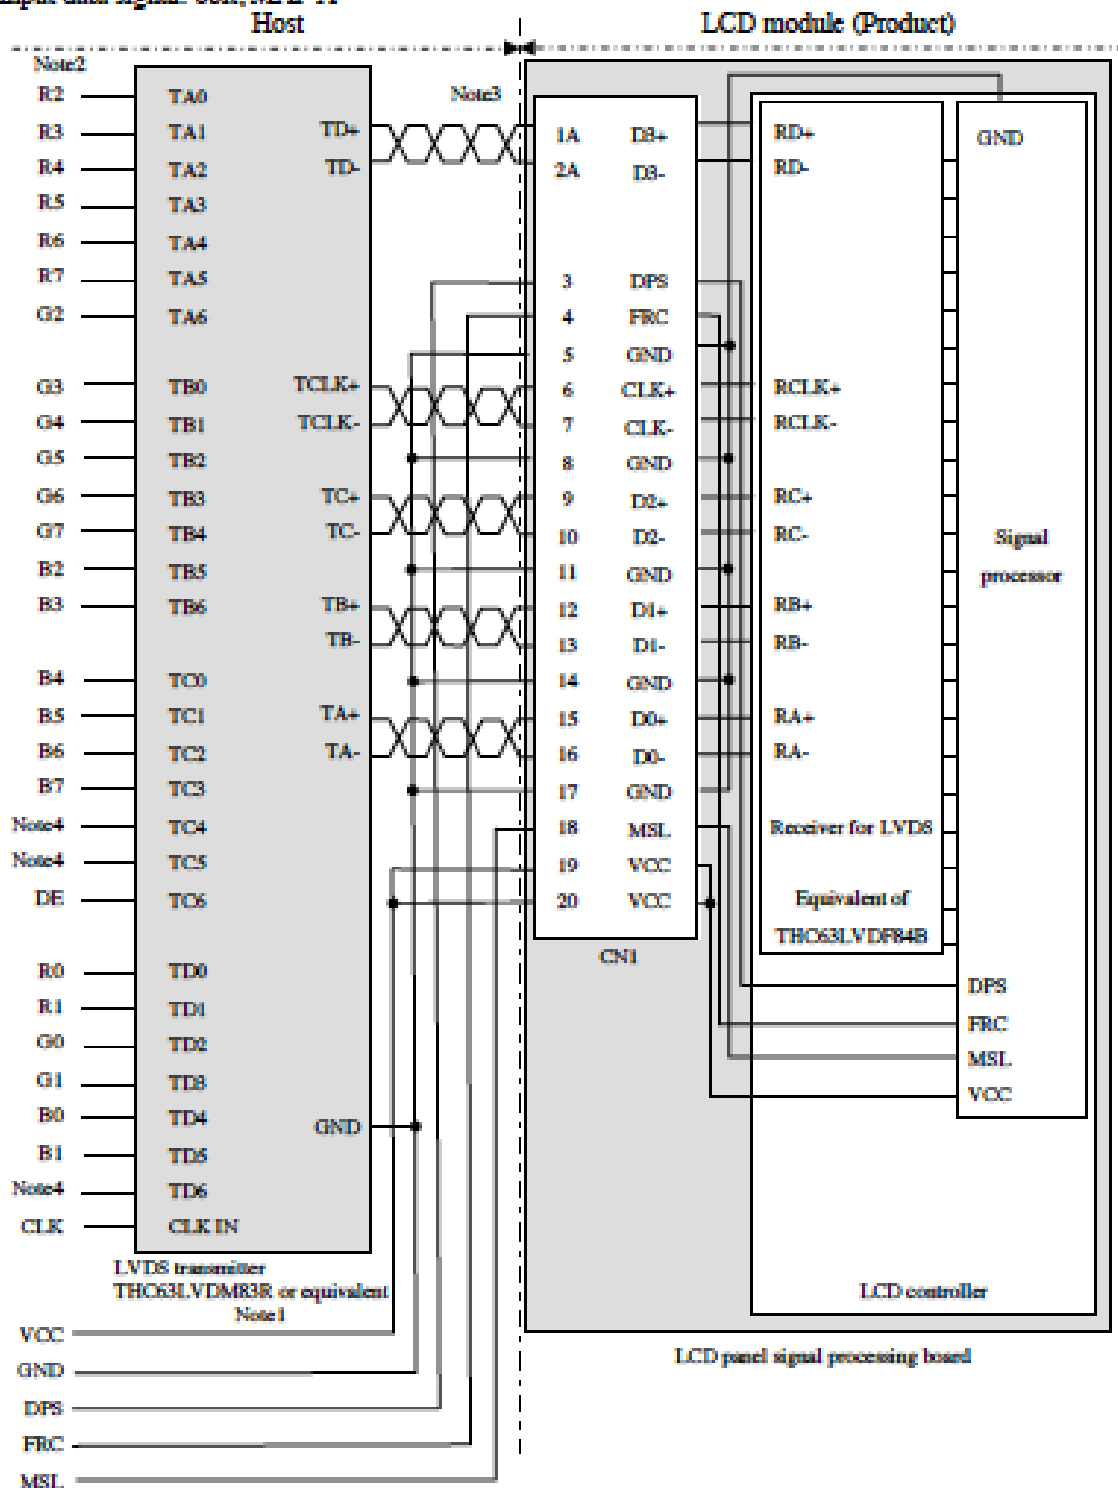 Host
LCD module (Product)
Note2
R2 TA0
Note3
R3 TA1 TD+ 1A D3+ RD+ GND
R4 TA2 TD- 2A D3- RD-
R5 TA3
R6 TA4
R7 TA5 3 DPS
G2 TA6 4 FRC
5 GND
G3 TB0 TCLK+ 6 CLK+ RCLK+
G4 TB1 TCLK- 7 CLK- RCLK-
G5 TB2 8 GND
G6 TB3 TC+ 9 D2+ RC+
G7 TB4 TC- 10 D2- RC- Signal
B2 TB5 11 GND processor
B3 TB6 TB+ 12 D1+ RB+
TB- 13 D1- RB-
B4 TC0 14 GND
B5 TC1 TA+ 15 D0+ RA+
B6 TC2 TA- 16 D0- RA-
B7 TC3 17 GND
Note4 TC4 18 MSL Receiver for LVDS
Note4 TC5 19 VCC
DE TC6 20 VCC Equivalent of
THC63LVDF84B
CN1
R0 TD0 DPS
R1 TD1 FRC
G0 TD2 MSL
G1 TD3 VCC
B0 TD4 GND
B1 TD5
Note4 TD6
CLK CLK IN
LVDS transmitter
THC63LVDM83R or equivalent
Note1
LCD controller
VCC
LCD panel signal processing board
GND
DPS
FRC
MSL